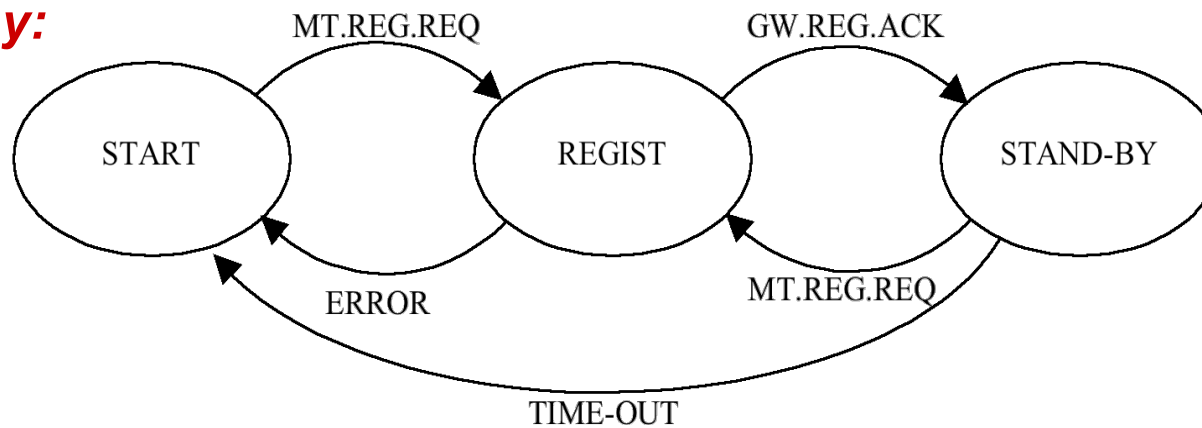 y:
MT.REG.REQ
GW.REG.ACK
START
REGIST
STAND-BY
ERROR
MT.REG.REQ
TIME-OUT